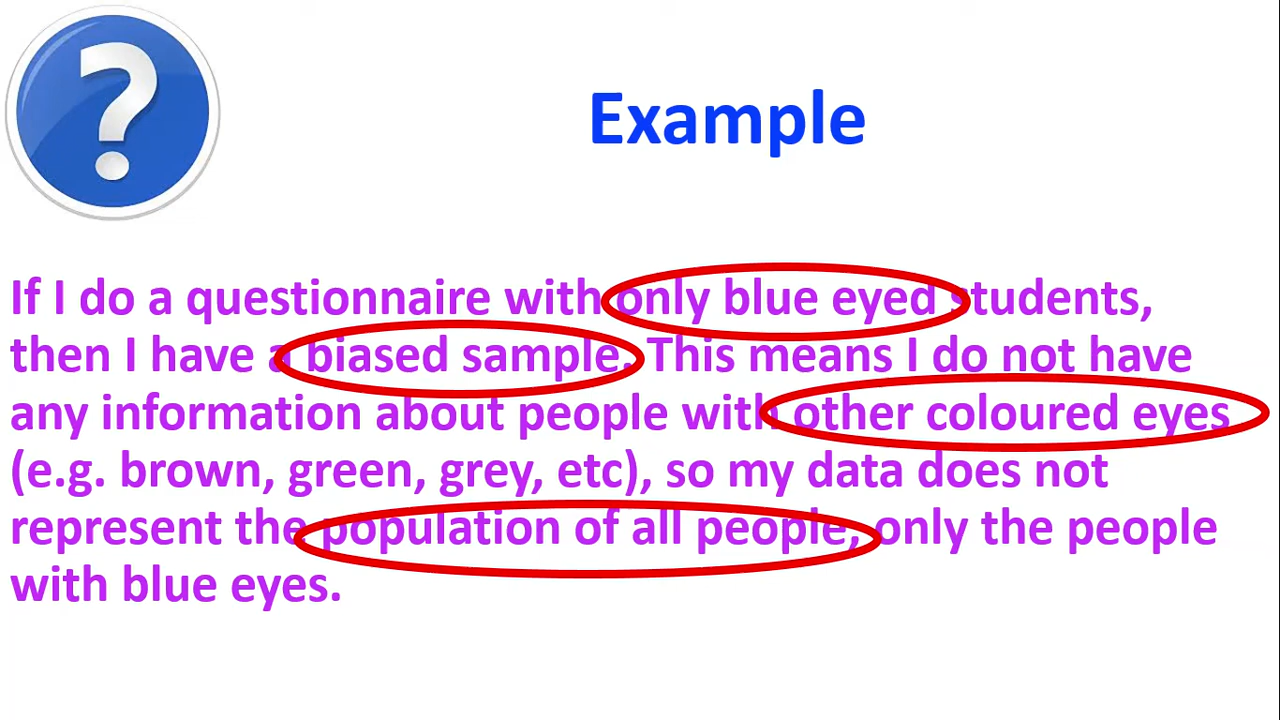 ?
Example
If I do a questionnaire with only blue eyed students,
then I have a biased sample. This means I do not have
any information about people with other coloured eyes
(e.g. brown, green, grey, etc), so my data does not
represent the population of all people, only the people
with blue eyes.